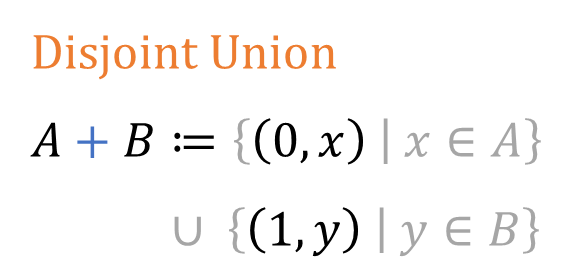 Disjoint Union
A + B ≔ {(0, x) | x ∈ A}
∪ {(1, y) | y ∈ B}